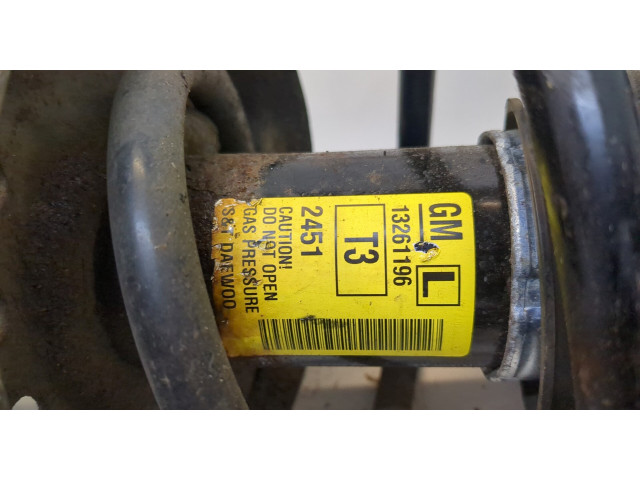 GM L
13261196
T3
2451
CAUTION!
DO NOT OPEN
GAS PRESSURE
S&T DAEWOO